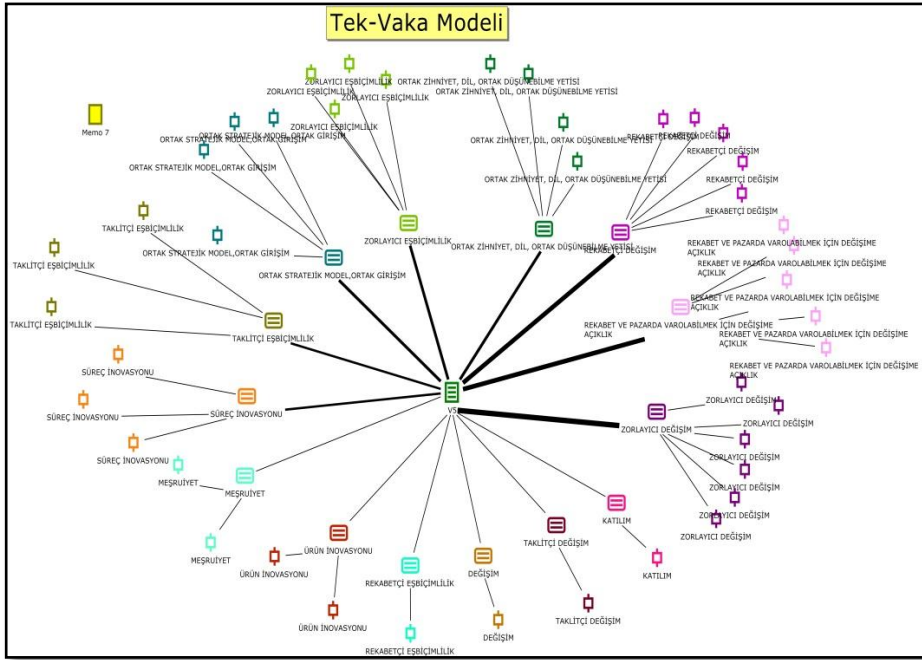 Tek-Vaka Modeli
Memo 7
ZORLAYICI EŞBİÇİMLİLİK
ZORLAYICI EŞBİÇİMLİLİK
ZORLAYICI EŞBİÇİMLİLİK
ZORLAYICI EŞBİÇİMLİLİK
ORTAK ZİHNİYET, DİL, ORTAK DÜŞÜNEBİLME YETİSİ
ORTAK ZİHNİYET, DİL, ORTAK DÜŞÜNEBİLME YETİSİ
ORTAK ZİHNİYET, DİL, ORTAK DÜŞÜNEBİLME YETİSİ
ORTAK ZİHNİYET, DİL, ORTAK DÜŞÜNEBİLME YETİSİ
ORTAK STRATEJİK MODEL,ORTAK GİRİŞİM
ORTAK STRATEJİK MODEL,ORTAK GİRİŞİM
REKABETÇİ DEĞİŞİM
REKABETÇİ DEĞİŞİM
REKABETÇİ DEĞİŞİM
REKABETÇİ DEĞİŞİM
TAKLİTÇİ EŞBİÇİMLİLİK
ORTAK STRATEJİK MODEL,ORTAK GİRİŞİM
ZORLAYICI EŞBİÇİMLİLİK
ORTAK ZİHNİYET, DİL, ORTAK DÜŞÜNEBİLME YETİSİ
REKABETÇİ DEĞİŞİM
REKABET VE PAZARDA VAROLABİLMEK İÇİN DEĞİŞİME
AÇIKLIK
REKABET VE PAZARDA VAROLABİLMEK İÇİN DEĞİŞİME
AÇIKLIK
TAKLİTÇİ EŞBİÇİMLİLİK
ORTAK STRATEJİK MODEL,ORTAK GİRİŞİM
REKABET VE PAZARDA VAROLABİLMEK İÇİN DEĞİŞİME
AÇIKLIK
TAKLİTÇİ EŞBİÇİMLİLİK
TAKLİTÇİ EŞBİÇİMLİLİK
REKABET VE PAZARDA VAROLABİLMEK İÇİN DEĞİŞİME
AÇIKLIK
REKABET VE PAZARDA VAROLABİLMEK İÇİN DEĞİŞİME
AÇIKLIK
REKABET VE PAZARDA VAROLABİLMEK İÇİN DEĞİŞİME
AÇIKLIK
SÜREÇ İNOVASYONU
SÜREÇ İNOVASYONU
SÜREÇ İNOVASYONU
SÜREÇ İNOVASYONU
V5
ZORLAYICI DEĞİŞİM
ZORLAYICI DEĞİŞİM
ZORLAYICI DEĞİŞİM
ZORLAYICI DEĞİŞİM
ZORLAYICI DEĞİŞİM
ZORLAYICI DEĞİŞİM
ZORLAYICI DEĞİŞİM
MEŞRUİYET
MEŞRUİYET
MEŞRUİYET
KATILIM
KATILIM
TAKLİTÇİ DEĞİŞİM
TAKLİTÇİ DEĞİŞİM
ÜRÜN İNOVASYONU
ÜRÜN İNOVASYONU
ÜRÜN İNOVASYONU
REKABETÇİ EŞBİÇİMLİLİK
REKABETÇİ EŞBİÇİMLİLİK
DEĞİŞİM
DEĞİŞİM